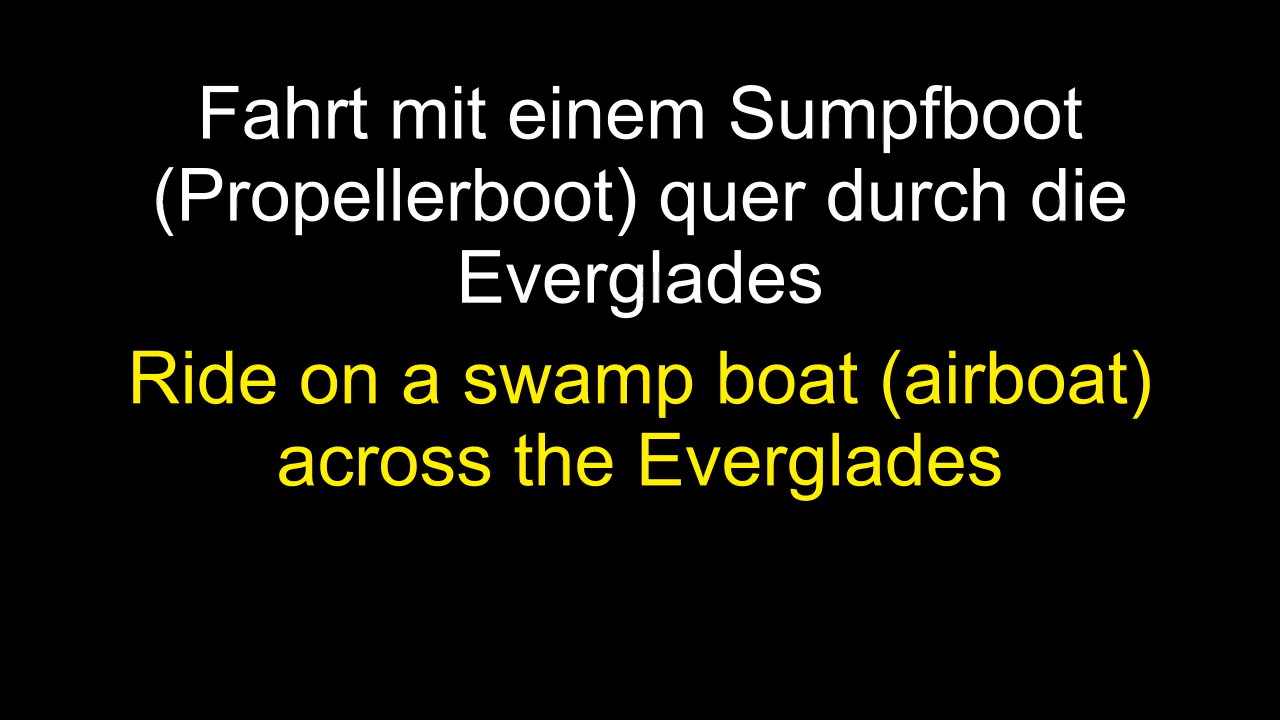 Fahrt mit einem Sumpfboot
(Propellerboot) quer durch die
Everglades
Ride on a swamp boat (airboat)
across the Everglades